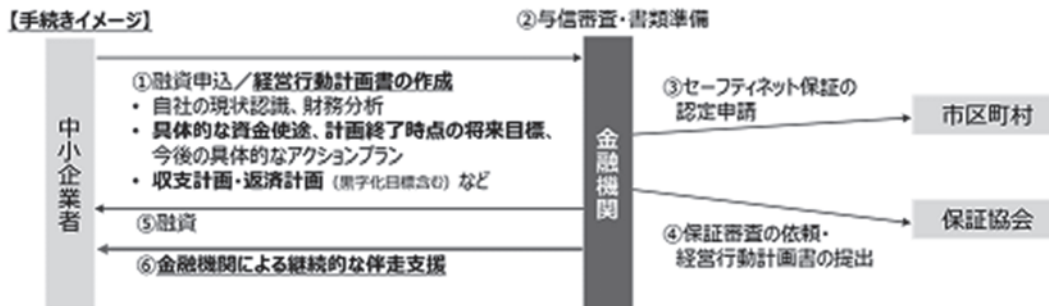 【手続きイメージ】
②与信審査・書類準備
①融資申込／経営行動計画書の作成
• 自社の現状認識、財務分析
• 具体的な資金使途、計画終了時点の将来目標、
今後の具体的なアクションプラン
• 収支計画・返済計画（黒字化目標含む）など
中小企業者
金融機関
③セーフティネット保証の
認定申請
市区町村
保証協会
④保証審査の依頼・
経営行動計画書の提出
⑤融資
⑥金融機関による継続的な伴走支援